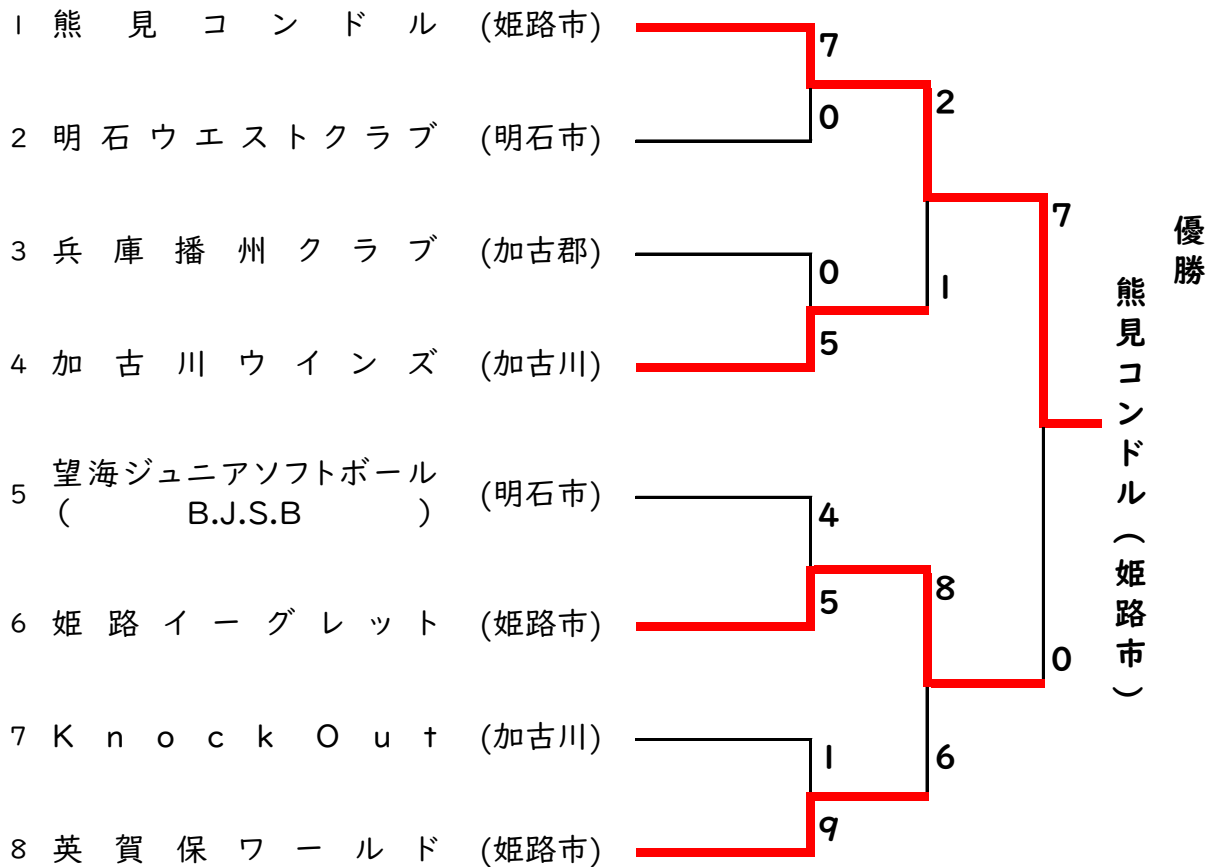 1 熊見コンドル (姫路市)
7
0
2
2 明石ウエストクラブ (明石市)
7
3 兵庫播州クラブ (加古郡)
0
1
5
4 加古川ウインズ (加古川)
優勝
熊見コンドル(姫路市)
5 望海ジュニアソフトボール
( B.J.S.B ) (明石市)
4
5
8
6 姫路イーグレット (姫路市)
0
7 Knock Out (加古川)
1
6
9
8 英賀保ワールド (姫路市)